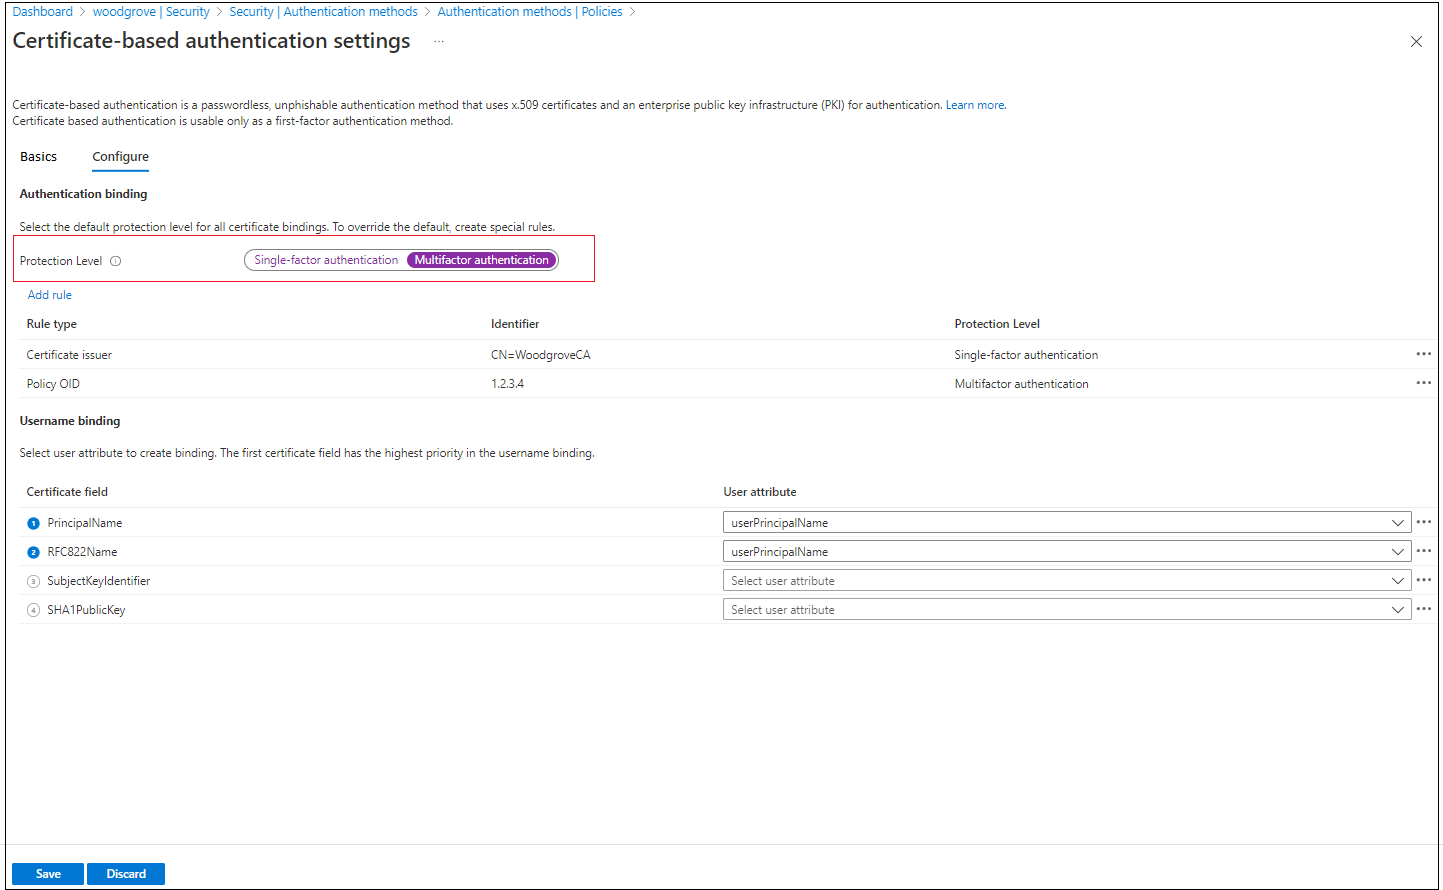 Dashboard > woodgrove | Security > Security | Authentication methods > Authentication methods | Policies >
Certificate-based authentication settings ...
Certificate-based authentication is a passwordless, unphishable authentication method that uses x.509 certificates and an enterprise public key infrastructure (PKI) for authentication. Learn more.
Certificate based authentication is usable only as a first-factor authentication method.
Basics Configure
Authentication binding
Select the default protection level for all certificate bindings. To override the default, create special rules.
Protection Level Single-factor authentication Multifactor authentication
Add rule
Rule type Identifier Protection Level
Certificate issuer CN=WoodgroveCA Single-factor authentication
Policy OID 1.2.3.4 Multifactor authentication
Username binding
Select user attribute to create binding. The first certificate field has the highest priority in the username binding.
Certificate field User attribute
1 PrincipalName userPrincipalName
2 RFC822Name userPrincipalName
3 SubjectKeyIdentifier Select user attribute
4 SHA1PublicKey Select user attribute
Save Discard